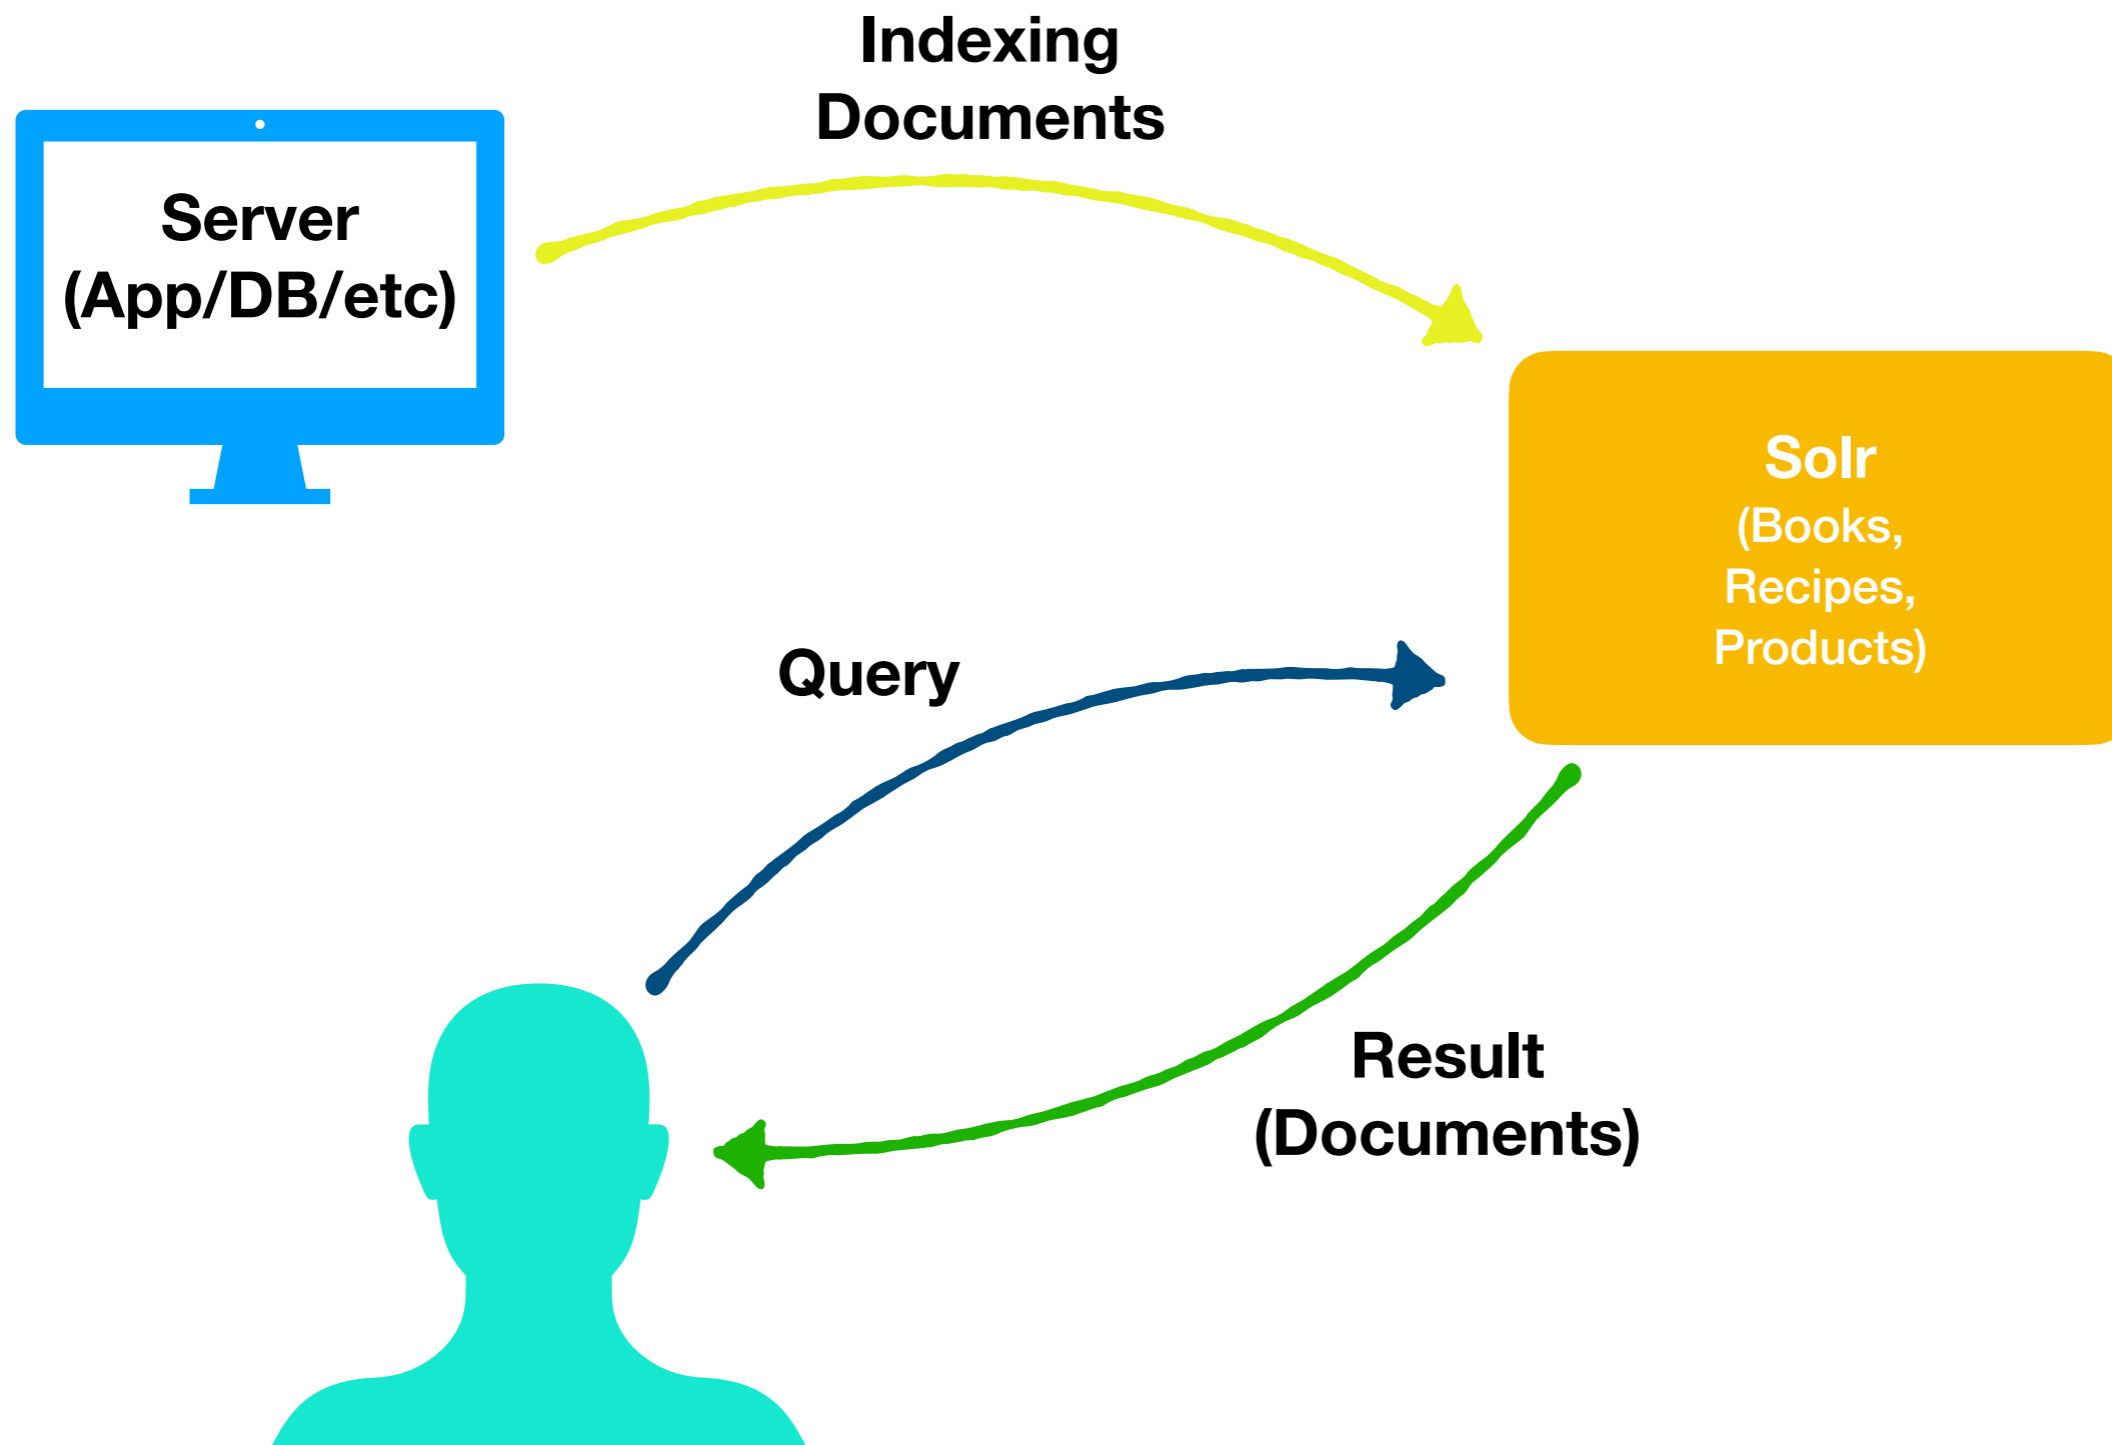 Indexing
Documents
Server
(App/DB/etc)
Solr
(Books,
Recipes,
Products)
Query
Result
(Documents)